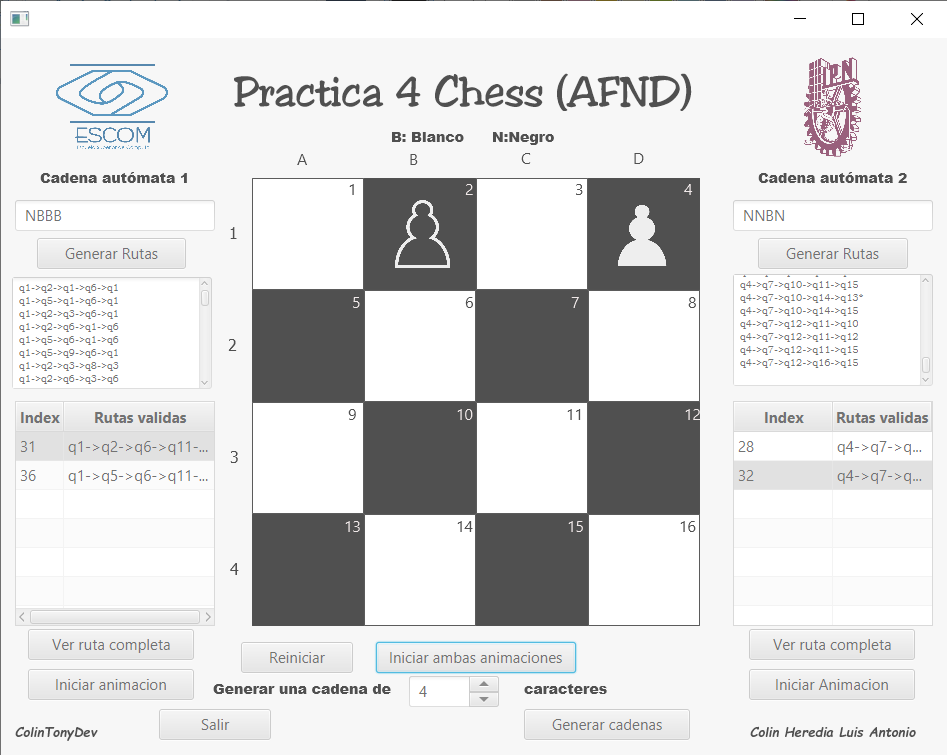 Practica 4 Chess (AFND)
ESCOM
Escuela Superior de Cómputo
IPN
B: Blanco N:Negro
A B C D
Cadena autómata 1
NBBB
Generar Rutas
q1->q2->q1->q6->q1
q1->q5->q1->q6->q1
q1->q2->q3->q6->q1
q1->q2->q6->q1->q6
q1->q5->q6->q1->q6
q1->q5->q9->q6->q1
q1->q2->q3->q8->q3
q1->q2->q6->q3->q6
Index Rutas validas
31 q1->q2->q6->q11-...
36 q1->q5->q6->q11-...
Ver ruta completa
Iniciar animacion
ColinTonyDev
1 1 2 3 4
2 5 6 7 8
3 9 10 11 12
4 13 14 15 16
Reiniciar Iniciar ambas animaciones
Generar una cadena de 4 caracteres
Salir Generar cadenas
Cadena autómata 2
NNBN
Generar Rutas
q4->q7->q10->q11->q15
q4->q7->q10->q14->q13*
q4->q7->q10->q14->q15
q4->q7->q12->q11->q10
q4->q7->q12->q11->q12
q4->q7->q12->q11->q15
q4->q7->q12->q16->q15
Index Rutas validas
28 q4->q7->q...
32 q4->q7->q...
Ver ruta completa
Iniciar Animacion
Colin Heredia Luis Antonio